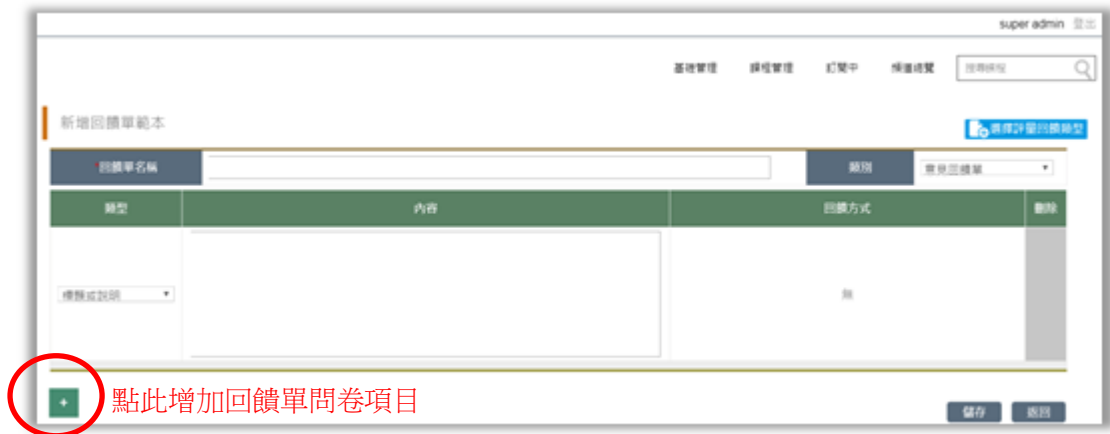 super admin 登出
基礎管理 課程管理 訂閱中 頻道總覽 搜尋課程
新增回饋單範本
選擇評量回饋類型
*回饋單名稱 類別 意見回饋單
類型 內容 回饋方式 刪除
標題或說明 無
+ 點此增加回饋單問卷項目
儲存 返回